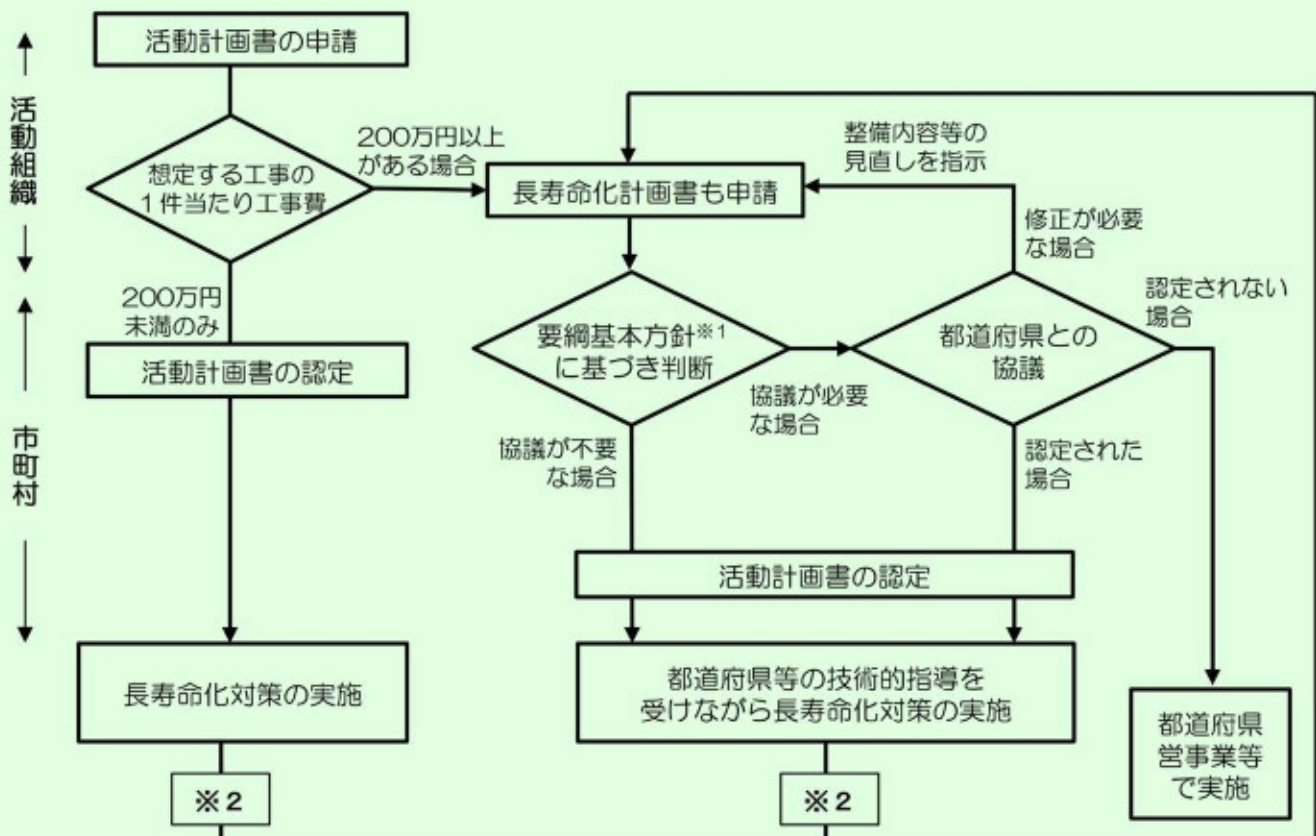 活動計画書の申請
活動組織
市町村
想定する工事の
1件当たり工事費
200万円以上
がある場合
200万円
未満のみ
活動計画書の認定
長寿命化対策の実施
※2
長寿命化計画書も申請
整備内容等の
見直しを指示
修正が必要
な場合
要綱基本方針※1
に基づき判断
協議が必要
な場合
都道府県との
協議
認定されない
場合
協議が不要
な場合
認定された
場合
活動計画書の認定
都道府県等の技術的指導を
受けながら長寿命化対策の実施
※2
都道府県
営事業等
で実施